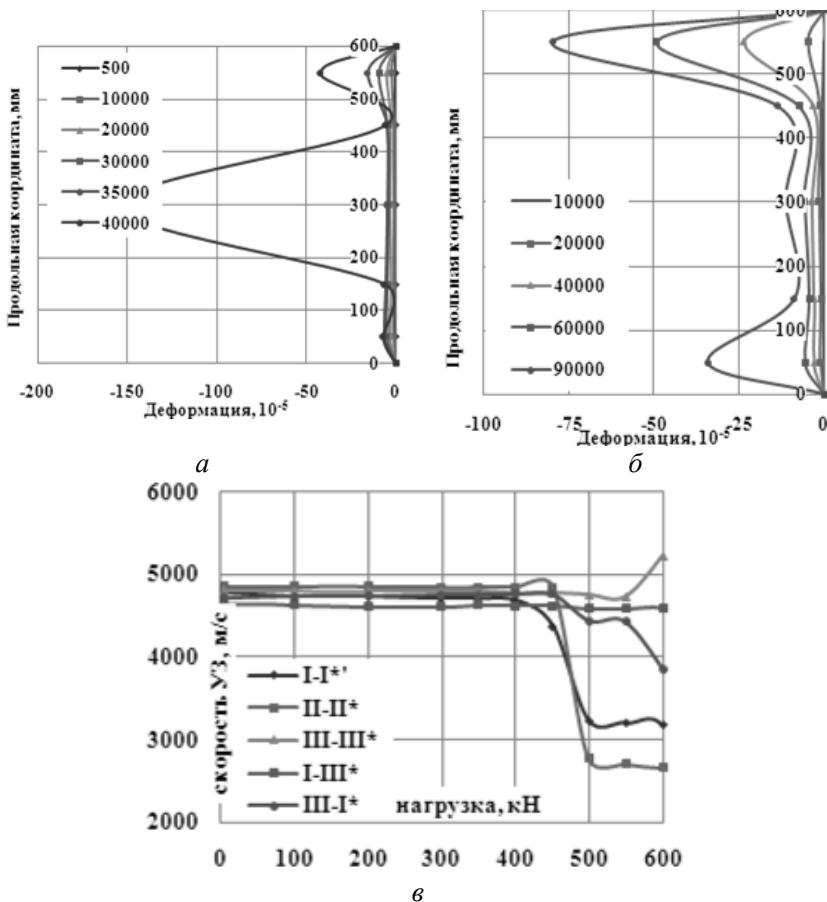 600
500
400
300
200
100
0
Продольная координата, мм
500
10000
20000
30000
35000
40000
-200 -150 -100 -50 0
Деформация, 10-5
а
600
500
400
300
200
100
0
Продольная координата, мм
10000
20000
40000
60000
90000
-100 -75 -50 -25 0
Деформация, 10-5
б
6000
5000
4000
3000
2000
скорость УЗ, м/с
I-I*'
II-II*
III-III*
I-III*
III-I*
нагрузка, кН
0 100 200 300 400 500 600
в